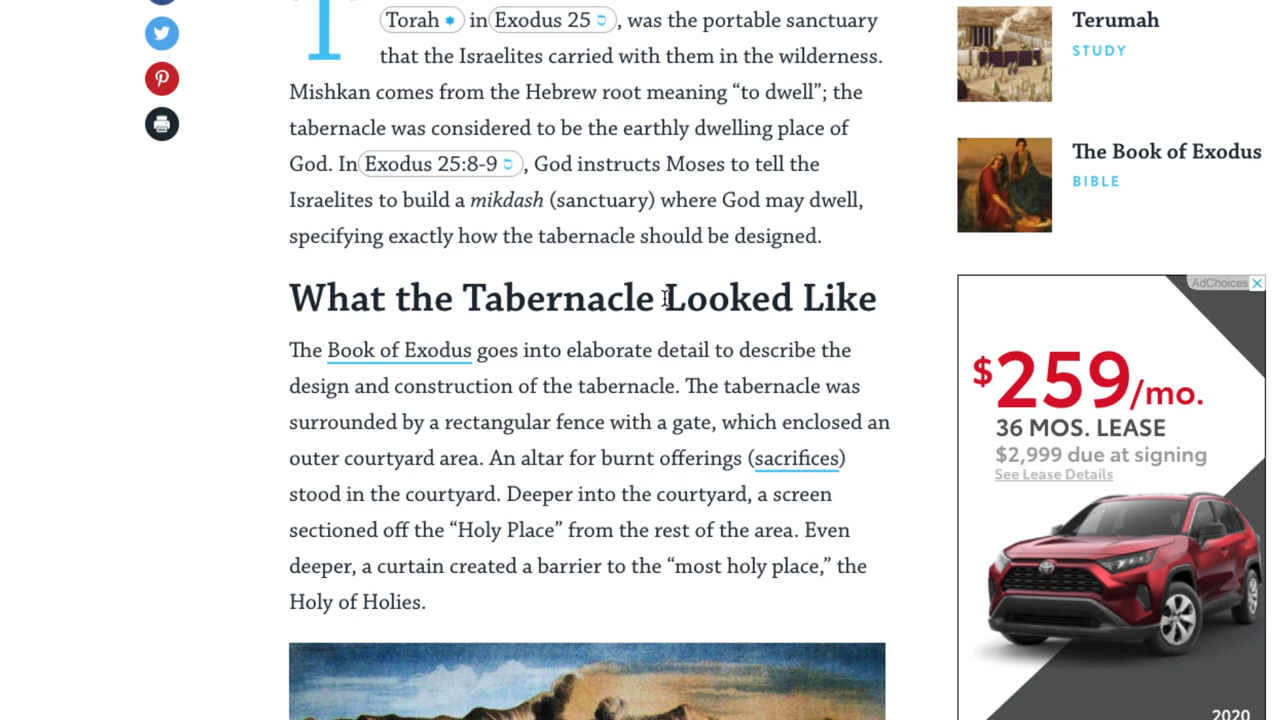 T
Torah in Exodus 25, was the portable sanctuary
that the Israelites carried with them in the wilderness.
Mishkan comes from the Hebrew root meaning “to dwell”; the
tabernacle was considered to be the earthly dwelling place of
God. In Exodus 25:8-9, God instructs Moses to tell the
Israelites to build a mikdash (sanctuary) where God may dwell,
specifying exactly how the tabernacle should be designed.
What the Tabernacle Looked Like
The Book of Exodus goes into elaborate detail to describe the
design and construction of the tabernacle. The tabernacle was
surrounded by a rectangular fence with a gate, which enclosed an
outer courtyard area. An altar for burnt offerings (sacrifices)
stood in the courtyard. Deeper into the courtyard, a screen
sectioned off the “Holy Place” from the rest of the area. Even
deeper, a curtain created a barrier to the “most holy place,” the
Holy of Holies.
Terumah
STUDY
The Book of Exodus
BIBLE
AdChoices
$259/mo.
36 MOS. LEASE
$2,999 due at signing
See Lease Details
2020